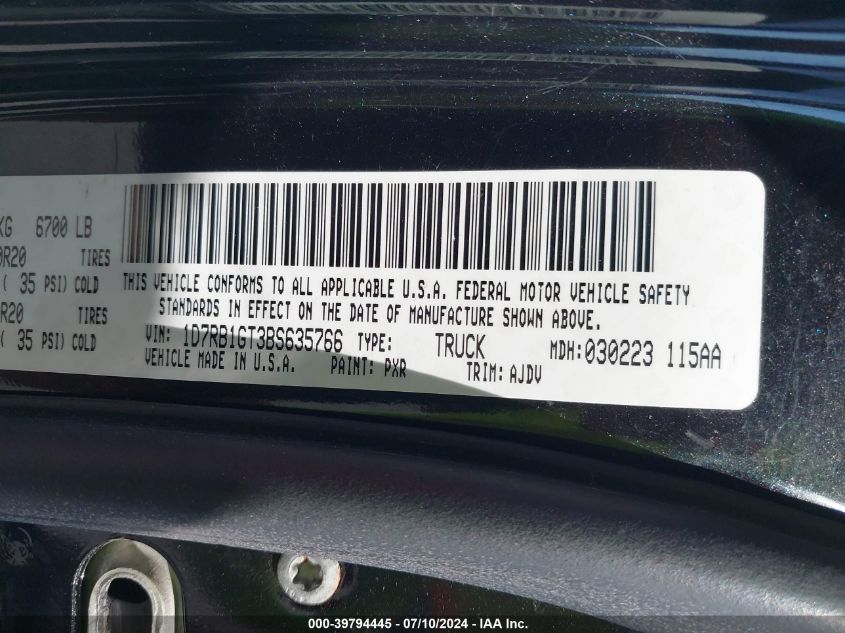 KG 6700 LB
0R20 TIRES
( 35 PSI) COLD
R20 TIRES
( 35 PSI) COLD
THIS VEHICLE CONFORMS TO ALL APPLICABLE U.S.A. FEDERAL MOTOR VEHICLE SAFETY
STANDARDS IN EFFECT ON THE DATE OF MANUFACTURE SHOWN ABOVE.
VIN: 1D7RB1GT3BS635766 TYPE: TRUCK MDH:030223 115AA
VEHICLE MADE IN U.S.A. PAINT: PXR TRIM: AJDV
000-39794445 - 07/10/2024 - IAA Inc.